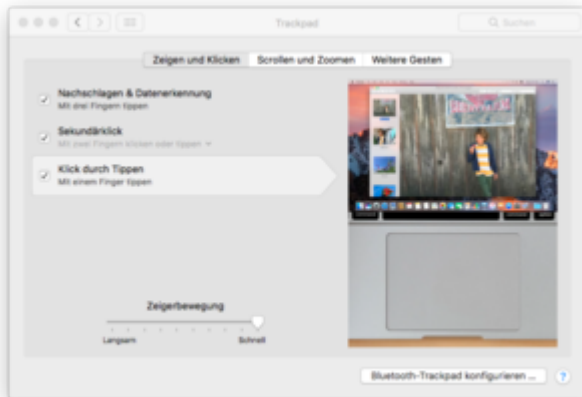 Trackpad
Suchen
Zeigen und Klicken
Scrollen und Zoomen
Weitere Gesten
Nachschlagen & Datenerkennung
Mit drei Fingern tippen
Sekundärklick
Mit zwei Fingern klicken oder tippen
Klick durch Tippen
Mit einem Finger tippen
Zeigerbewegung
Langsam
Schnell
Bluetooth-Trackpad konfigurieren ...
?